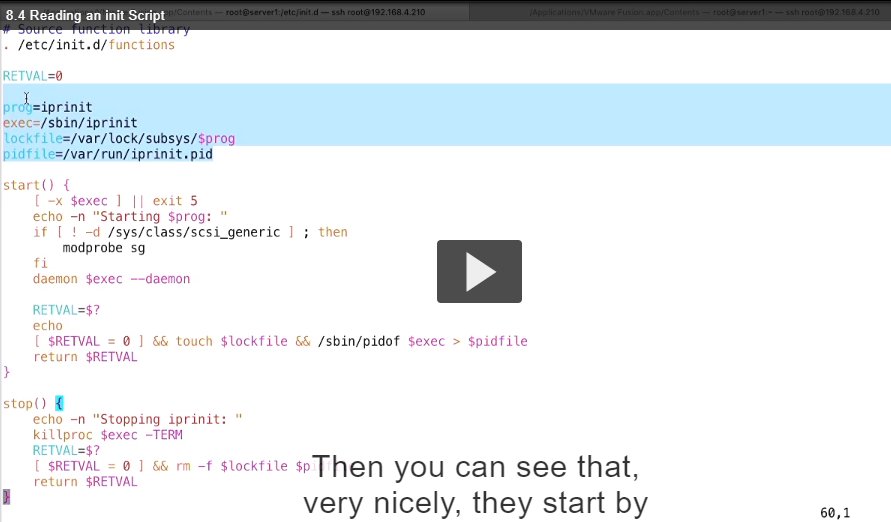 8.4 Reading an init Script
/Contents — root@server1:/etc/init.d — ssh root@192.168.4.210
/Applications/VMware Fusion.app/Contents — root@server1:~ — ssh root@192.168.4.210
# Source function library
. /etc/init.d/functions
RETVAL=0
prog=iprinit
exec=/sbin/iprinit
lockfile=/var/lock/subsys/$prog
pidfile=/var/run/iprinit.pid
start() {
[ -x $exec ] || exit 5
echo -n "Starting $prog: "
if [ ! -d /sys/class/scsi_generic ] ; then
modprobe sg
fi
daemon $exec --daemon
RETVAL=$?
echo
[ $RETVAL = 0 ] && touch $lockfile && /sbin/pidof $exec > $pidfile
return $RETVAL
}
stop() {
echo -n "Stopping iprinit: "
killproc $exec -TERM
RETVAL=$?
[ $RETVAL = 0 ] && rm -f $lockfile
return $RETVAL
}
Then you can see that,
very nicely, they start by
60,1